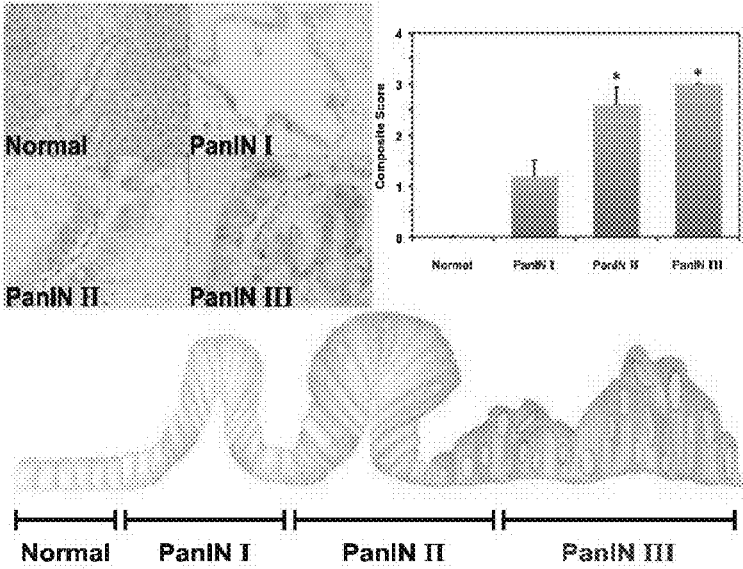 Normal
PanIN I
PanIN II
PanIN III
4
3
2
1
0
Composite Score
*
*
Normal
PanIN I
PanIN II
PanIN III
Normal
PanIN I
PanIN II
PanIN III